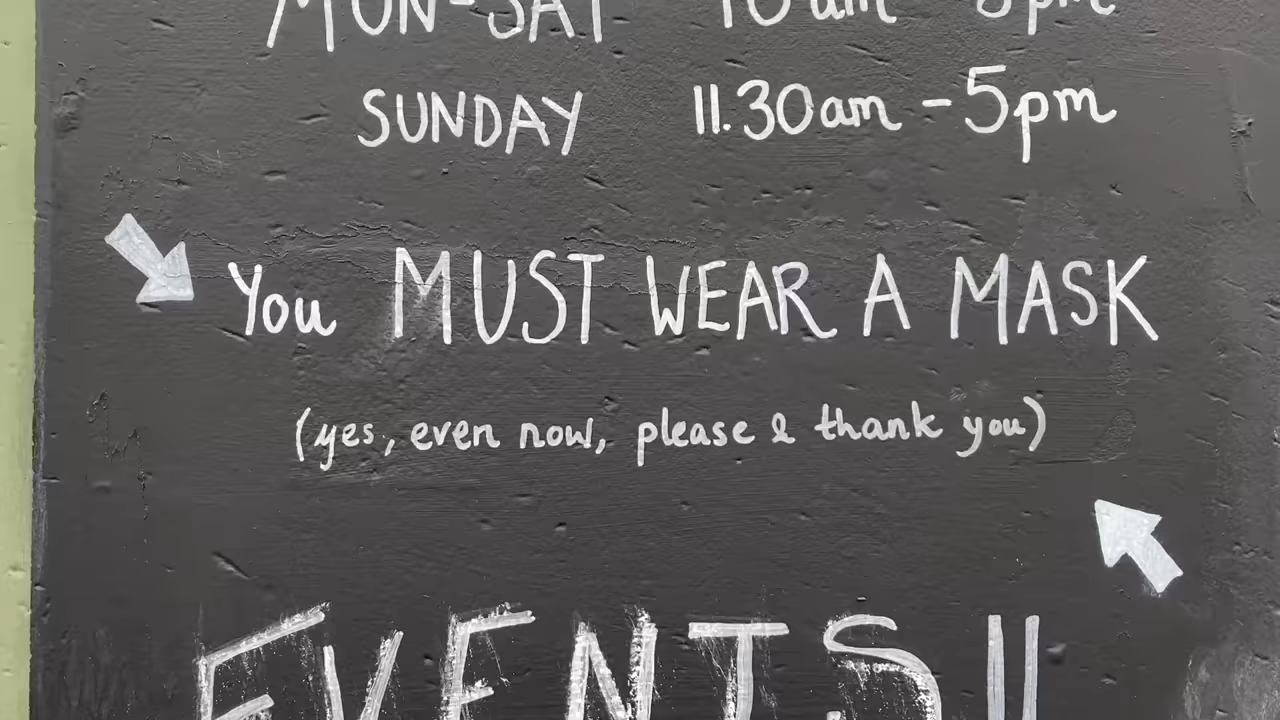 MON-SAT 10am - 6pm
SUNDAY 11.30am - 5pm
You MUST WEAR A MASK
(yes, even now, please & thank you)
EVENTS!!